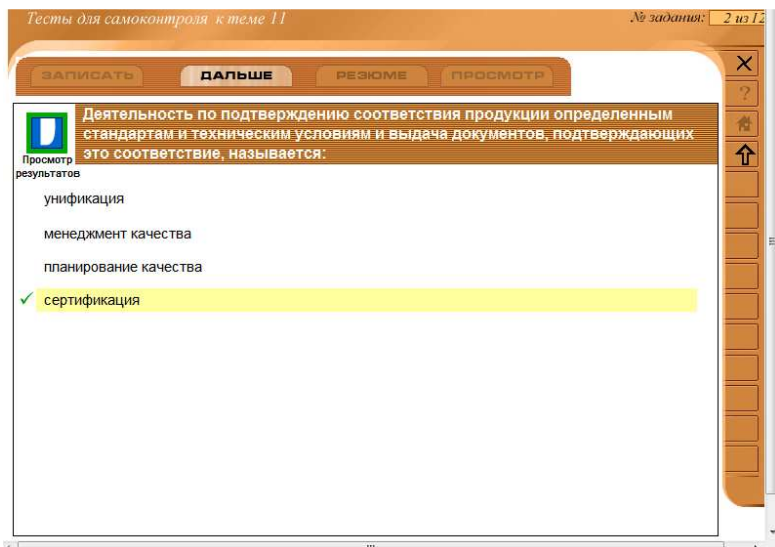 Тесты для самоконтроля к теме 11
№ задания: 2 из 12
ЗАПИСАТЬ ДАЛЬШЕ РЕЗЮМЕ ПРОСМОТР
?
Деятельность по подтверждению соответствия продукции определенным
стандартам и техническим условиям и выдача документов, подтверждающих
это соответствие, называется:
Просмотр
результатов
унификация
менеджмент качества
планирование качества
сертификация